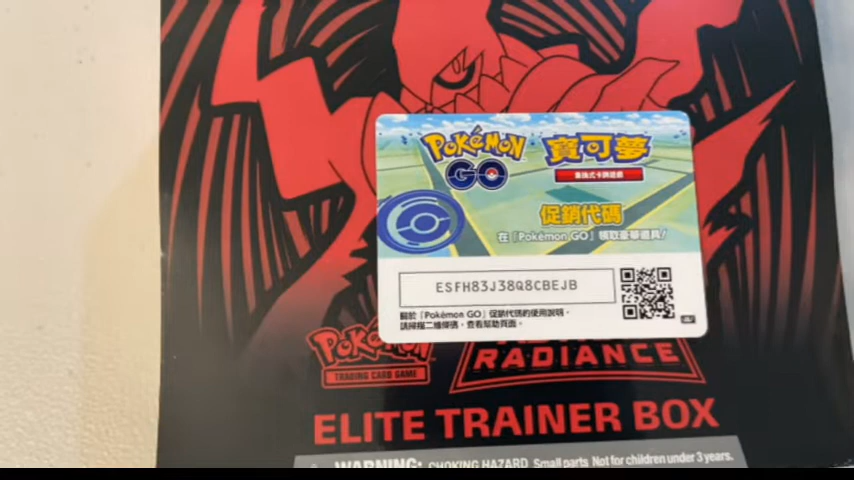 POKÉMON
GO
寶可夢
集換式卡牌遊戲
促銷代碼
在「Pokémon GO」領取豪華道具!
ESFH83J38Q8CBEJB
關於「Pokémon GO」促銷代碼的使用說明，
請掃描二維條碼，查看幫助頁面。
POKÉMON
TRADING CARD GAME
RADIANCE
ELITE TRAINER BOX
WARNING: CHOKING HAZARD. Small parts. Not for children under 3 years.